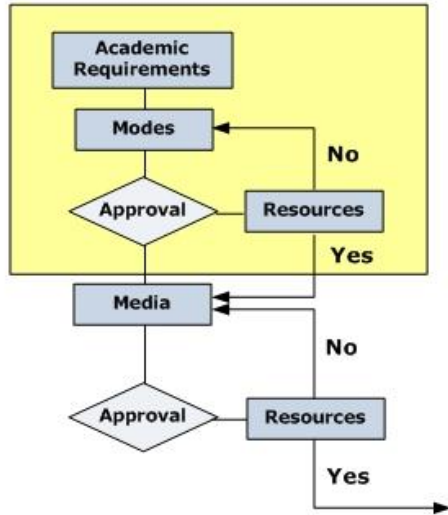 Academic
Requirements
Modes
No
Approval
Resources
Yes
Media
No
Approval
Resources
Yes